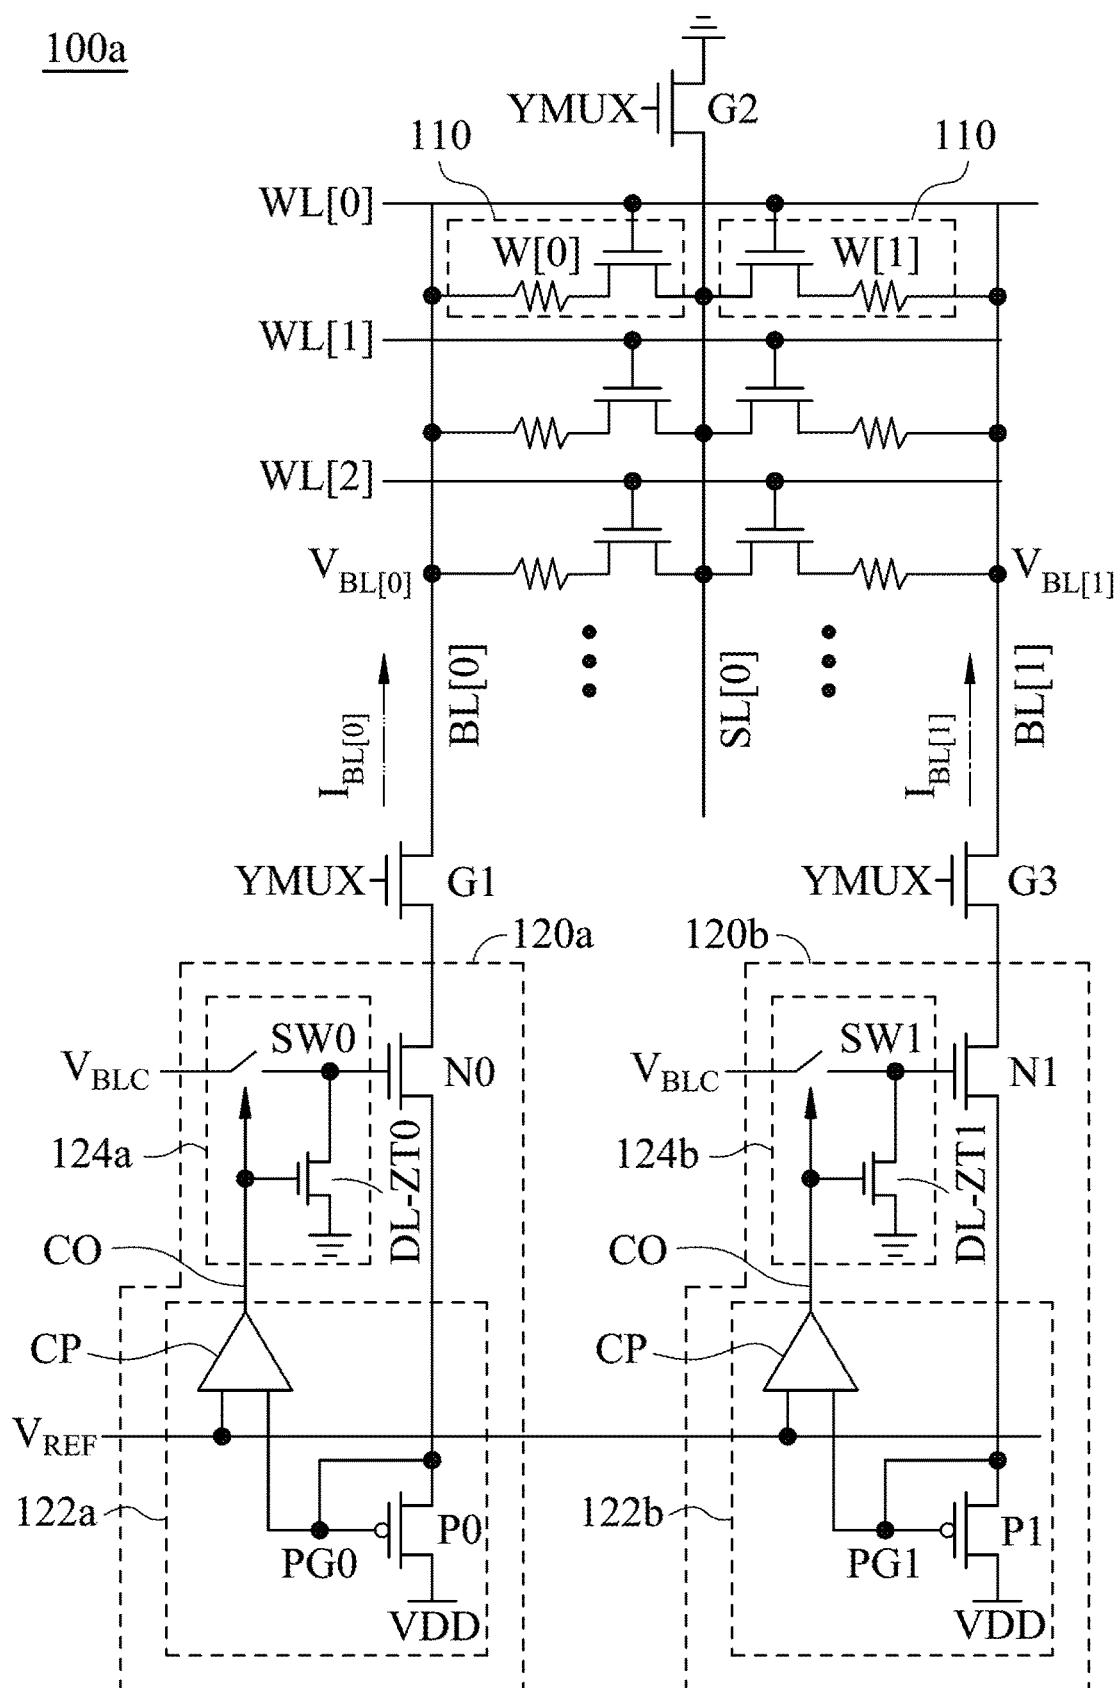 100a
YMUX G2
110 110
WL[0]
W[0] W[1]
WL[1]
WL[2]
V_BL[0] V_BL[1]
I_BL[0] BL[0] SL[0] I_BL[1] BL[1]
YMUX G1 YMUX G3
120a 120b
V_BLC SW0 N0 V_BLC SW1 N1
124a DL-ZT0 124b DL-ZT1
CO CO
CP CP
V_REF
122a PG0 P0 122b PG1 P1
VDD VDD